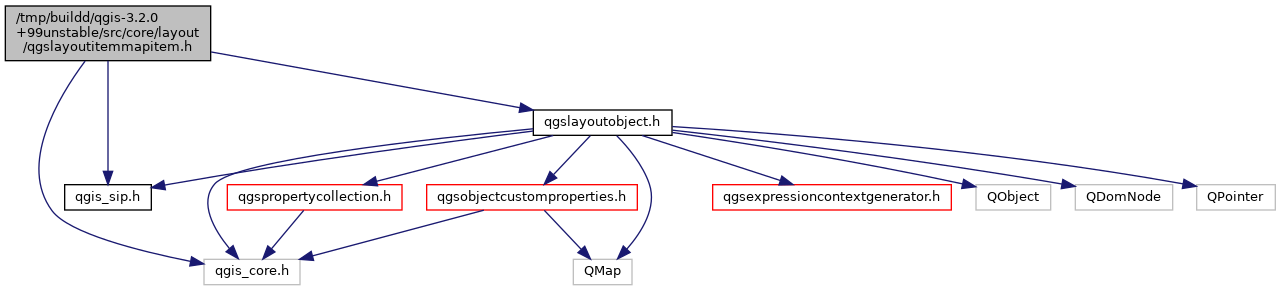 /tmp/buildd/qgis-3.2.0
+99unstable/src/core/layout
/qgslayoutitemmapitem.h
qgslayoutobject.h
qgis_sip.h
qgspropertycollection.h
qgsobjectcustomproperties.h
qgsexpressioncontextgenerator.h
QObject
QDomNode
QPointer
qgis_core.h
QMap